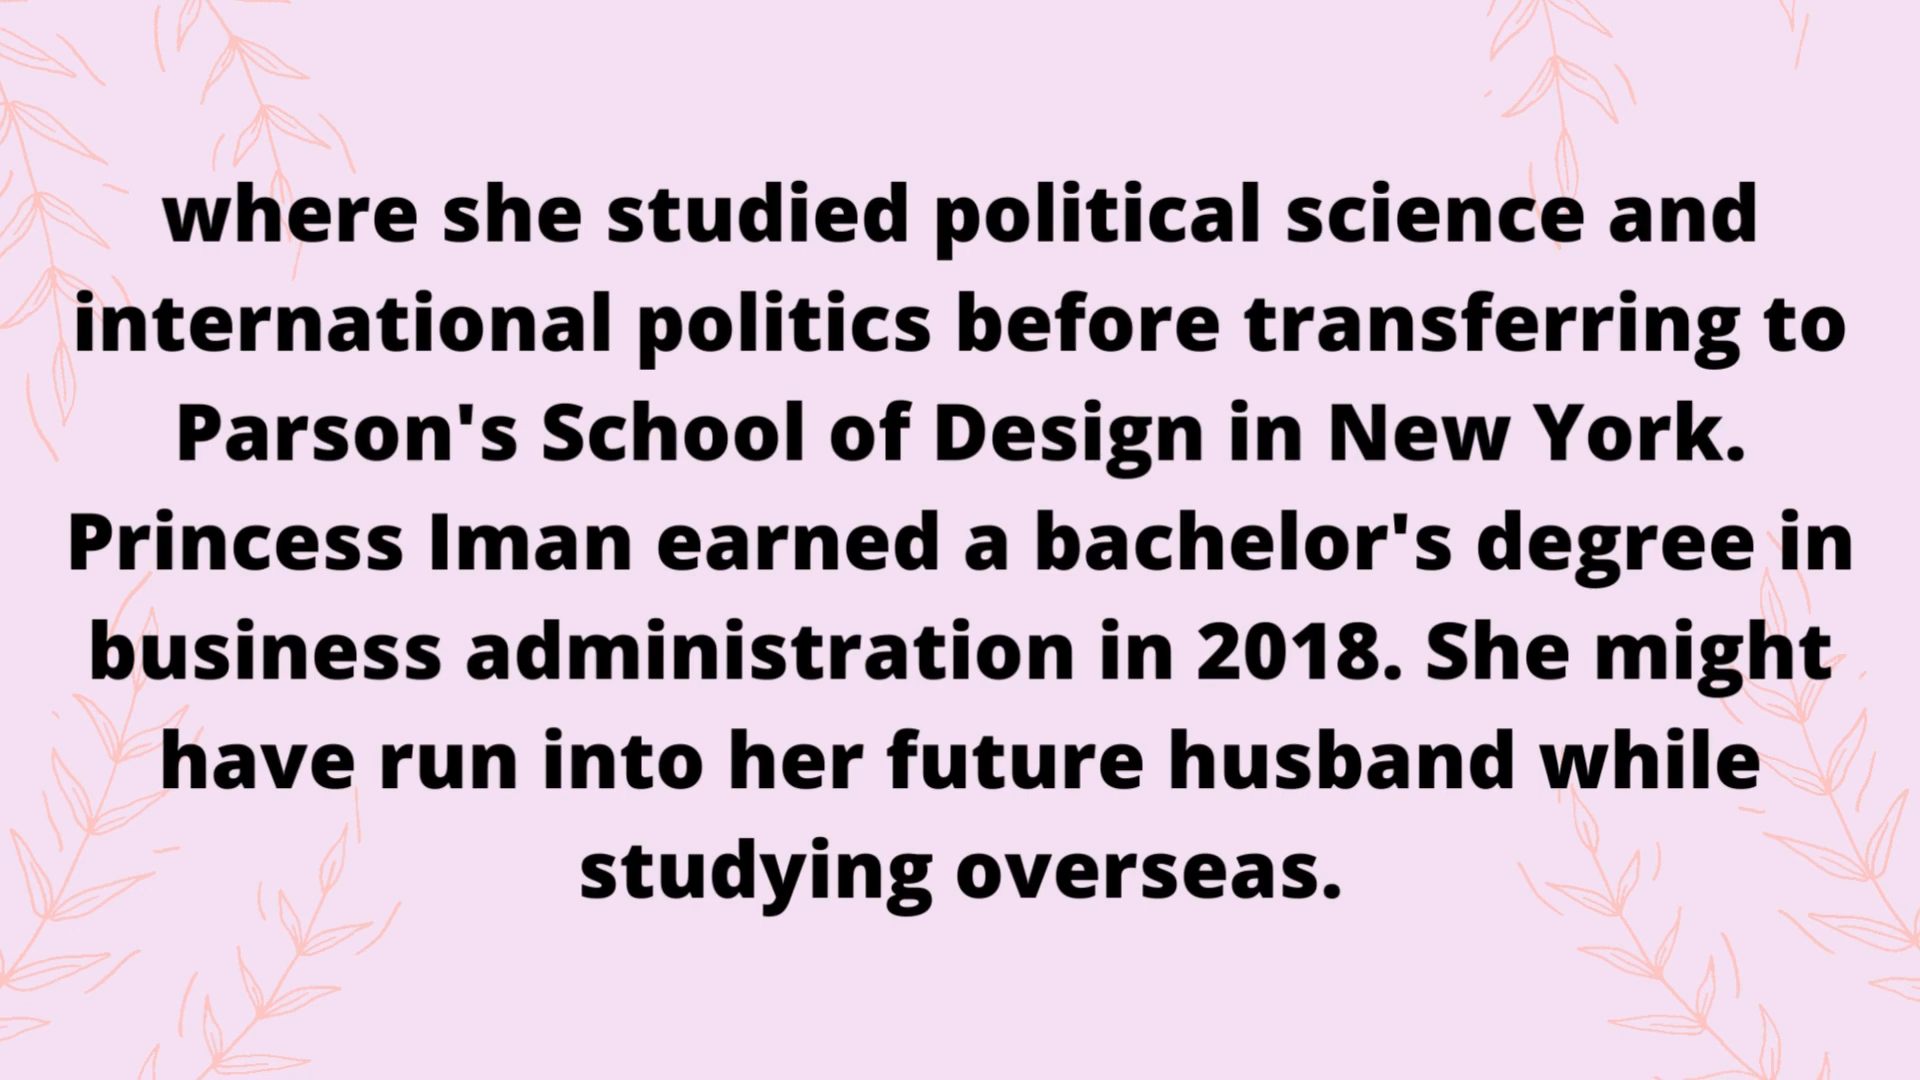 where she studied political science and
international politics before transferring to
Parson's School of Design in New York.
Princess Iman earned a bachelor's degree in
business administration in 2018. She might
have run into her future husband while
studying overseas.